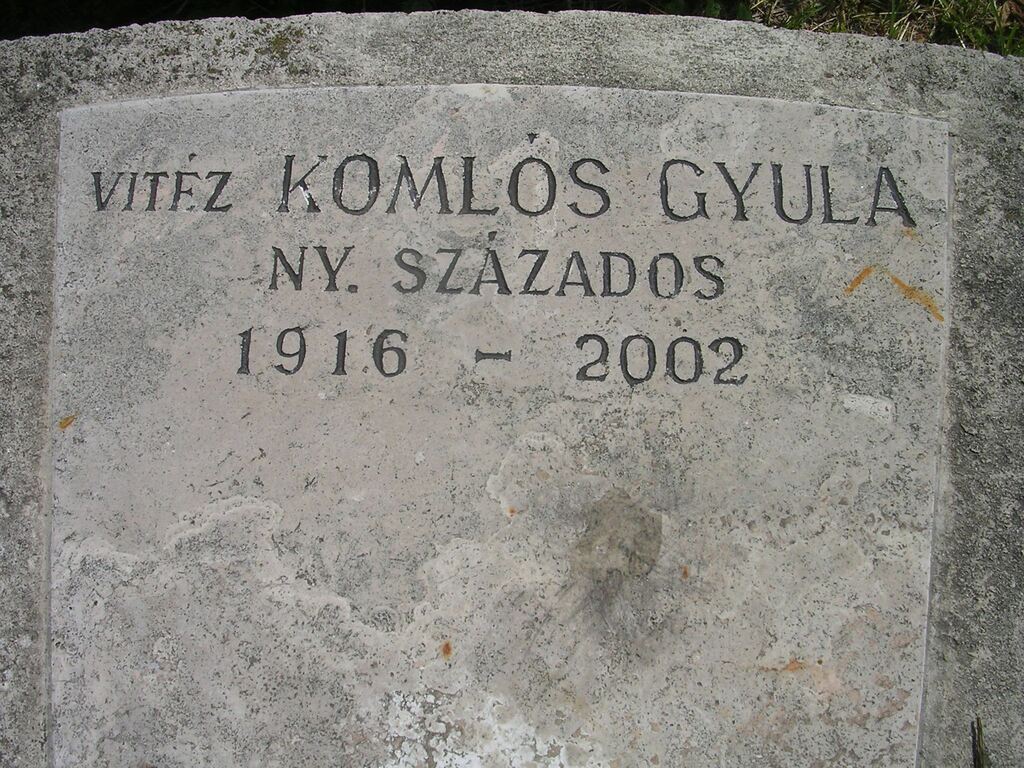 VITÉZ KOMLÓS GYULA
NY. SZÁZADOS
1916 - 2002